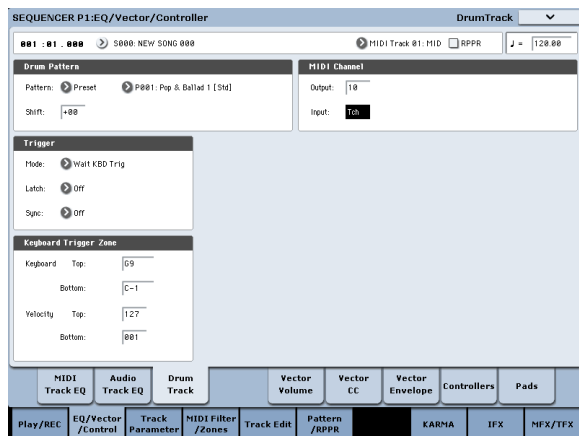 SEQUENCER P1:EQ/Vector/Controller DrumTrack
001 :01 . 000 S000: NEW SONG 000 MIDI Track 01: MID RPPR ♩ = 120.00
Drum Pattern
Pattern: Preset P001: Pop & Ballad 1 [Std]
Shift: +00
MIDI Channel
Output: 10
Input: Tch
Trigger
Mode: Wait KBD Trig
Latch: Off
Sync: Off
Keyboard Trigger Zone
Keyboard Top: G9
Bottom: C-1
Velocity Top: 127
Bottom: 001
MIDI Track EQ
Audio Track EQ
Drum Track
Vector Volume
Vector CC
Vector Envelope
Controllers
Pads
Play/REC
EQ/Vector /Control
Track Parameter
MIDI Filter /Zones
Track Edit
Pattern /RPPR
KARMA
IFX
MFX/TFX